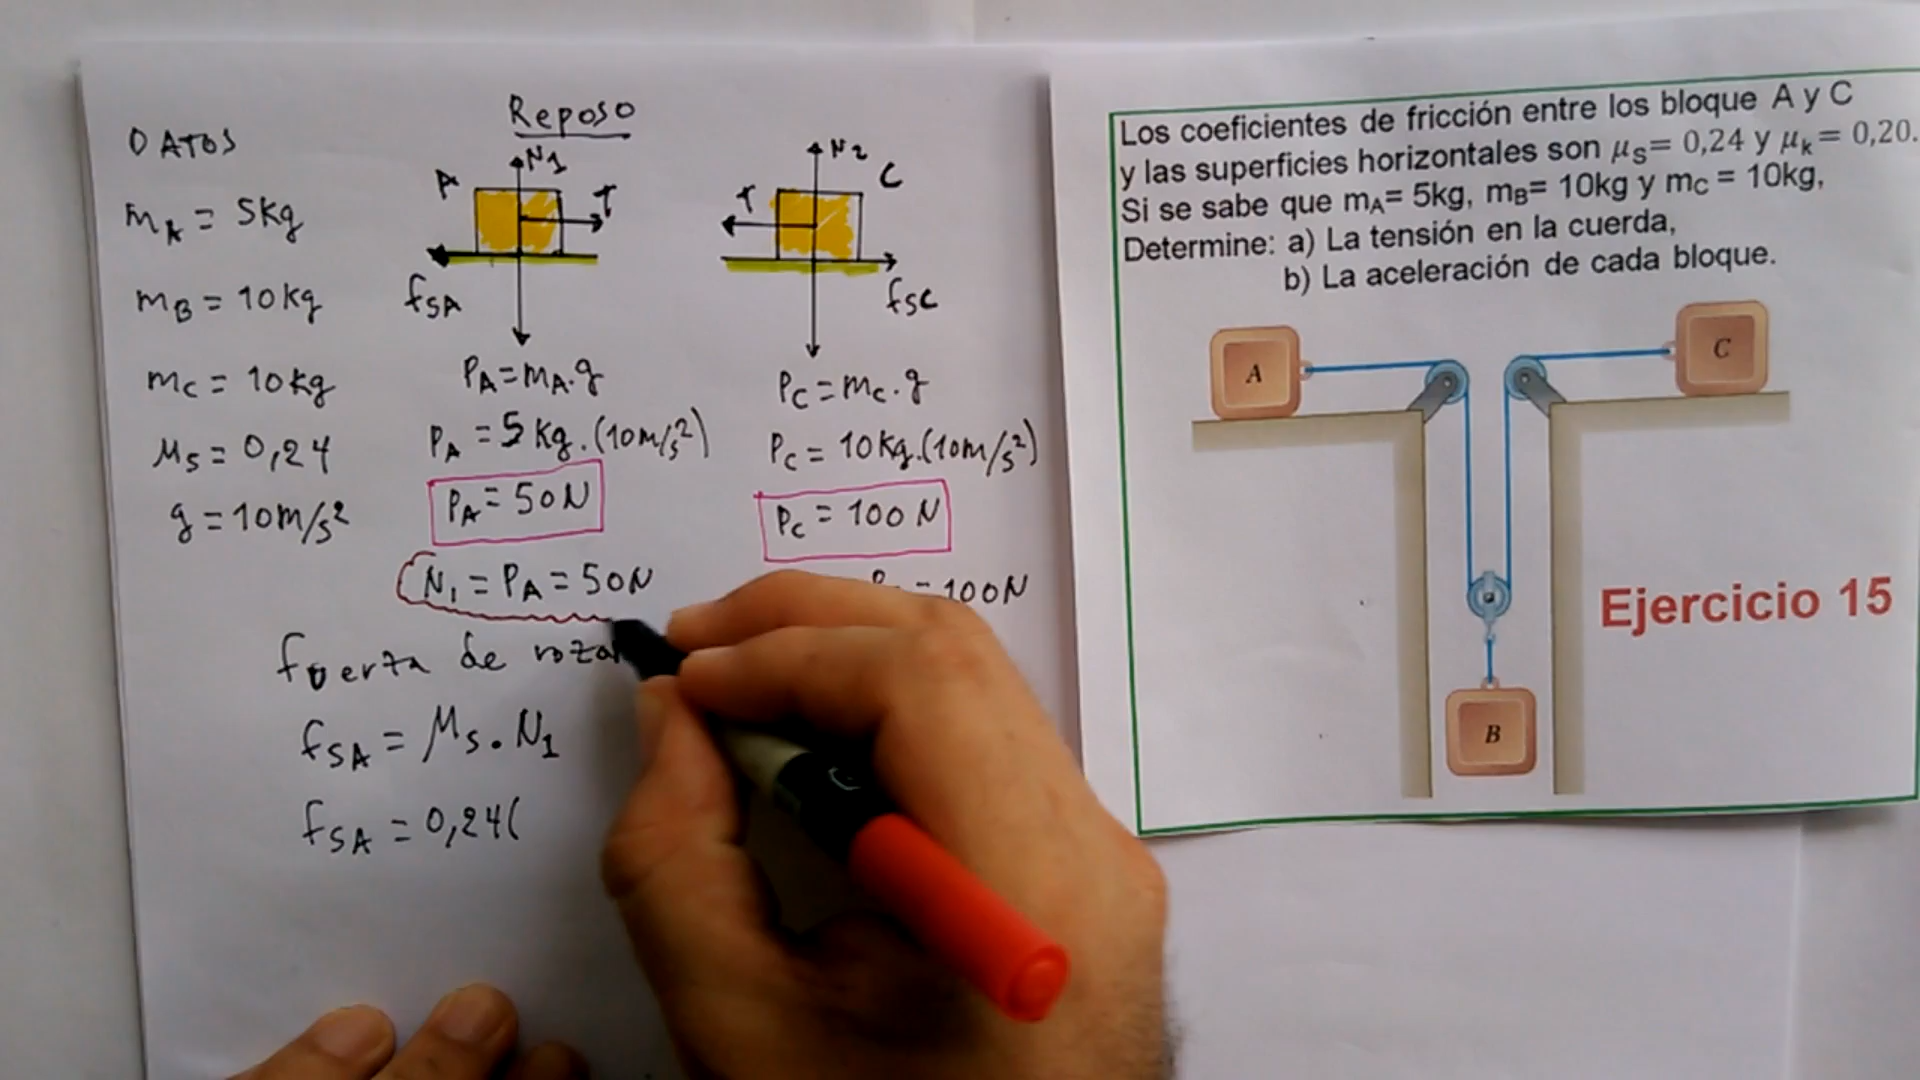 DATOS
mA = 5kg
mB = 10kg
mC = 10kg
μs = 0,24
g = 10m/s²
Reposo
A
N1
T
fSA
PA = mA.g
PA = 5 kg.(10m/s²)
PA = 50N
N1 = PA = 50N
T
N2
C
fSC
PC = mC.g
PC = 10kg.(10m/s²)
PC = 100 N
= 100N
fuerza de
fSA = μs . N1
fSA = 0,24(
Los coeficientes de fricción entre los bloque A y C
y las superficies horizontales son μs= 0,24 y μk = 0,20.
Si se sabe que mA= 5kg, mB= 10kg y mC = 10kg,
Determine: a) La tensión en la cuerda,
b) La aceleración de cada bloque.
A
C
B
Ejercicio 15